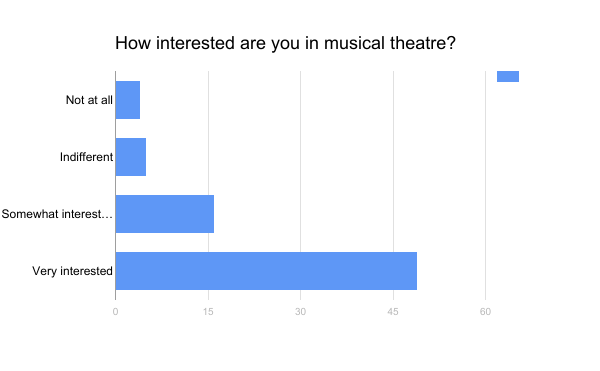 How interested are you in musical theatre?
Not at all
Indifferent
Somewhat interest…
Very interested
0 15 30 45 60